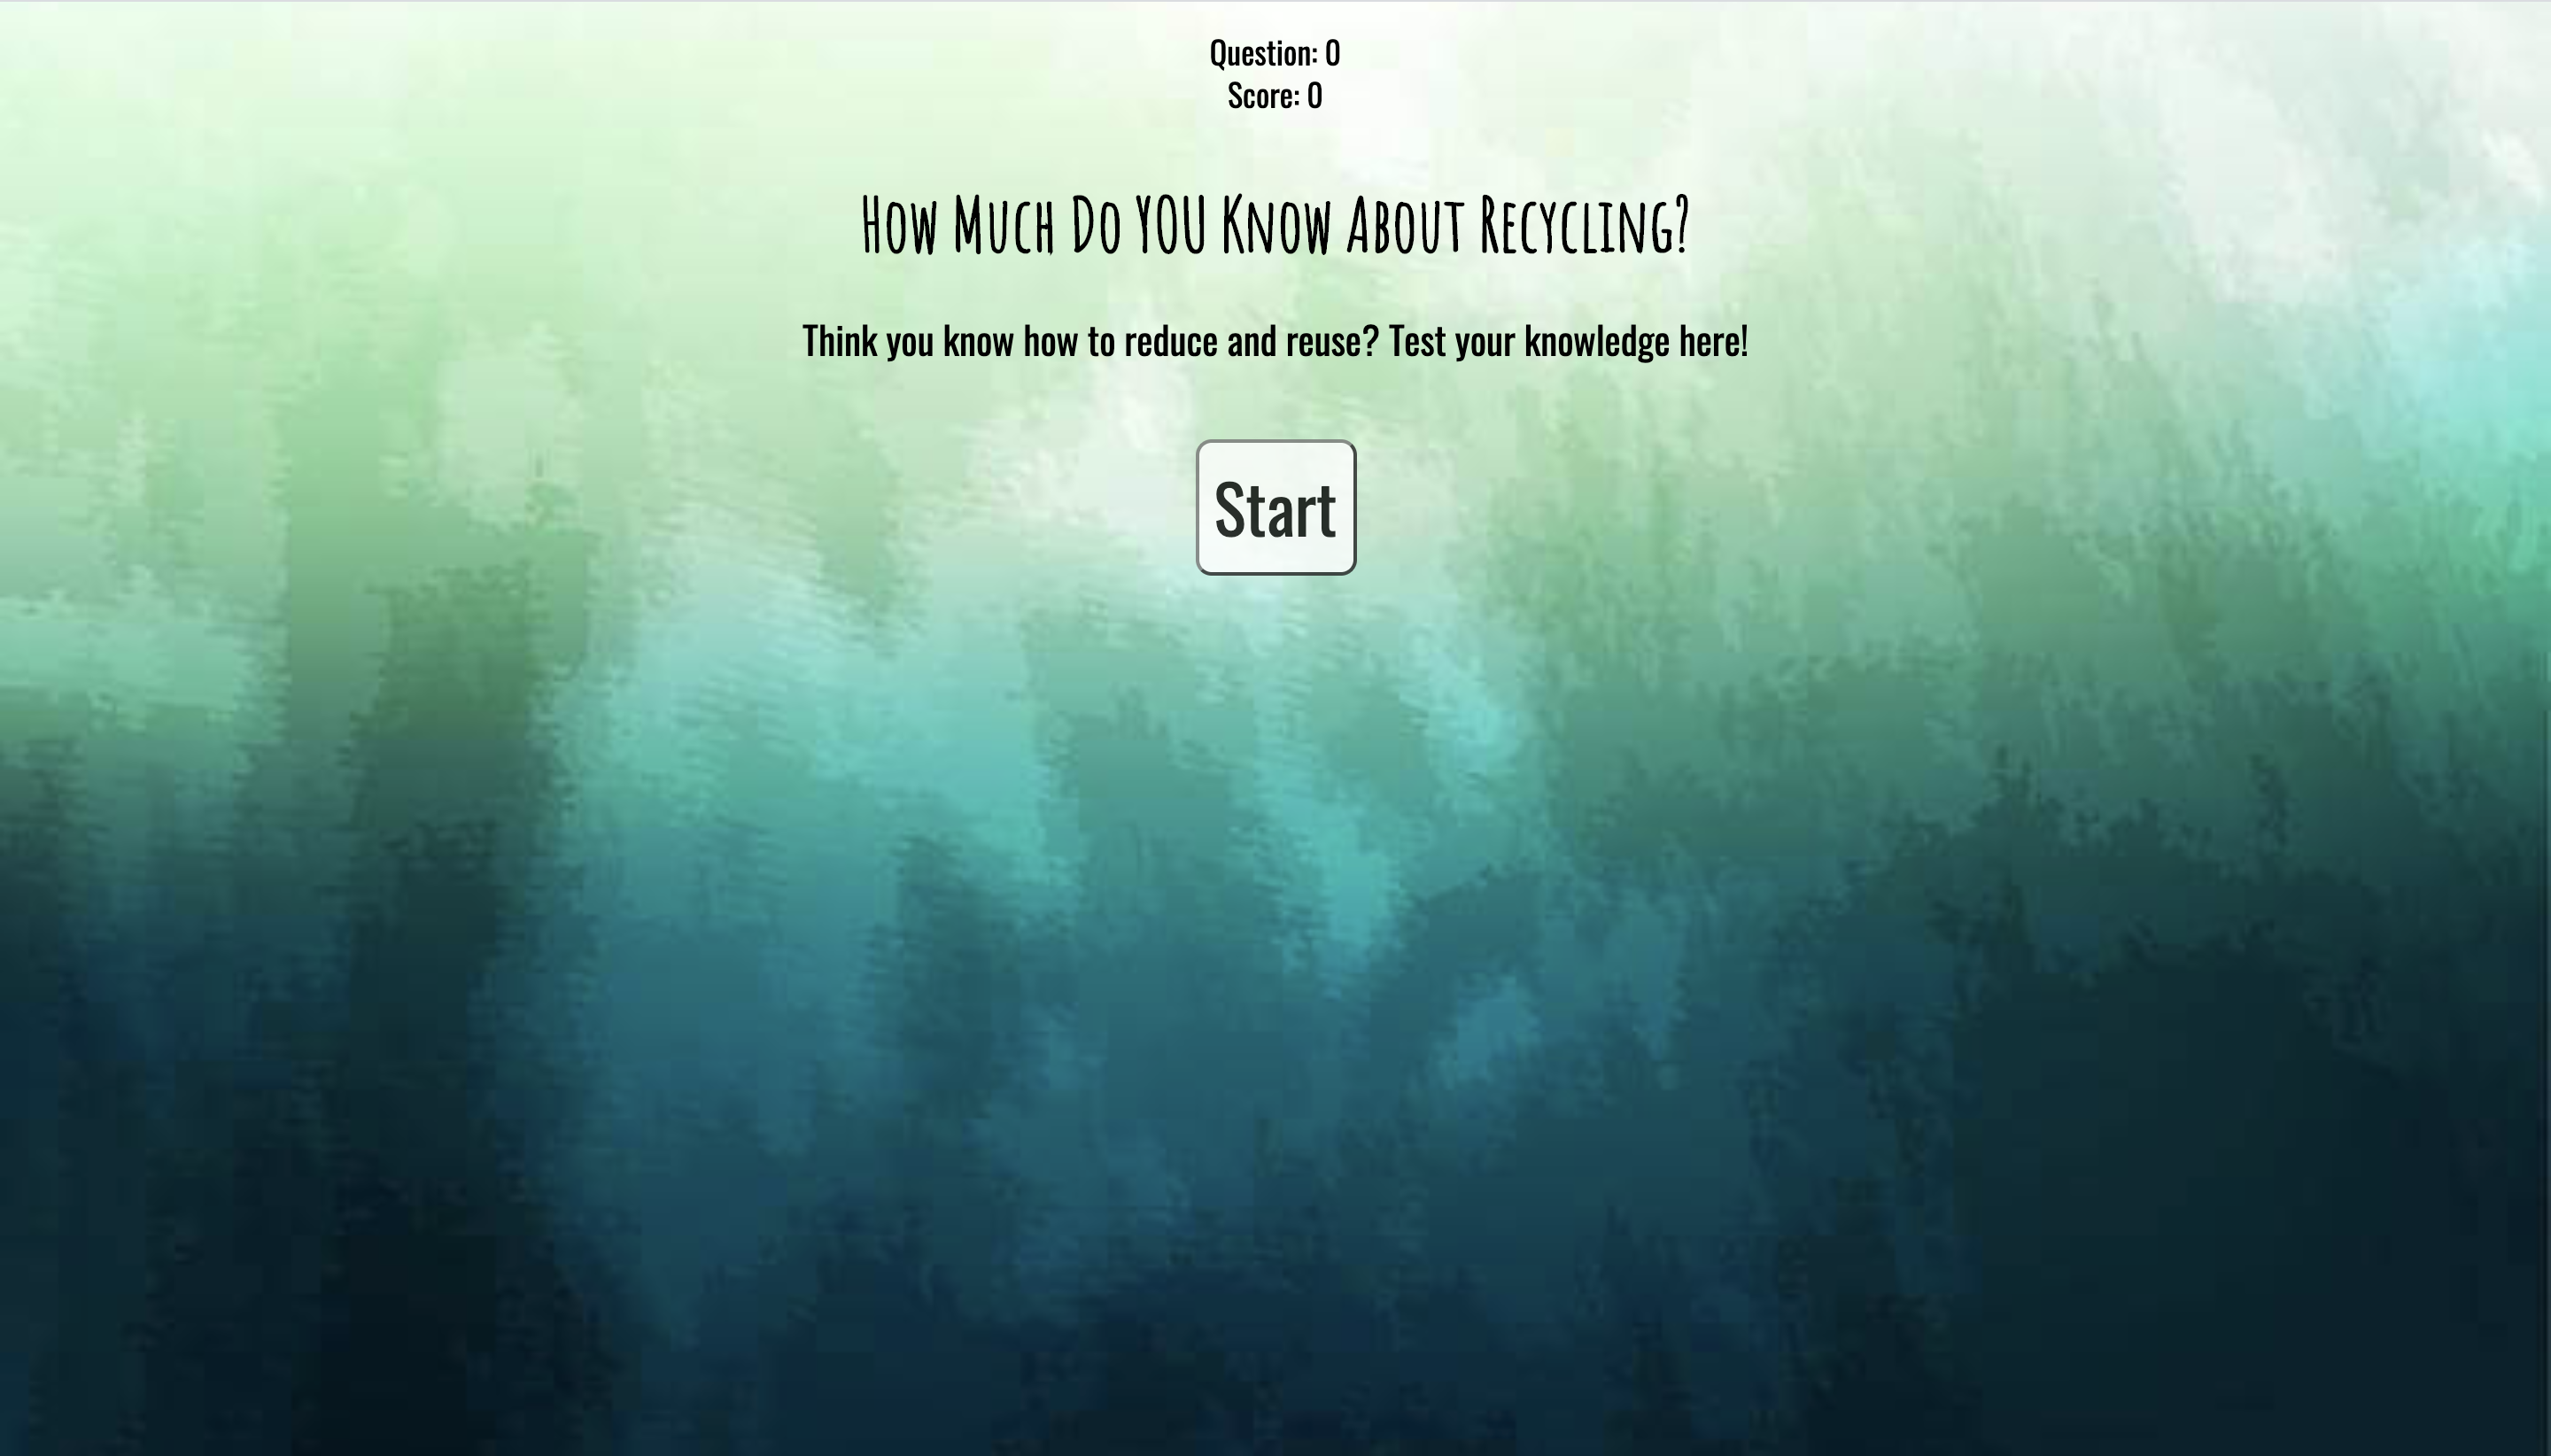 Question: 0
Score: 0
How Much Do YOU Know About Recycling?
Think you know how to reduce and reuse? Test your knowledge here!
Start